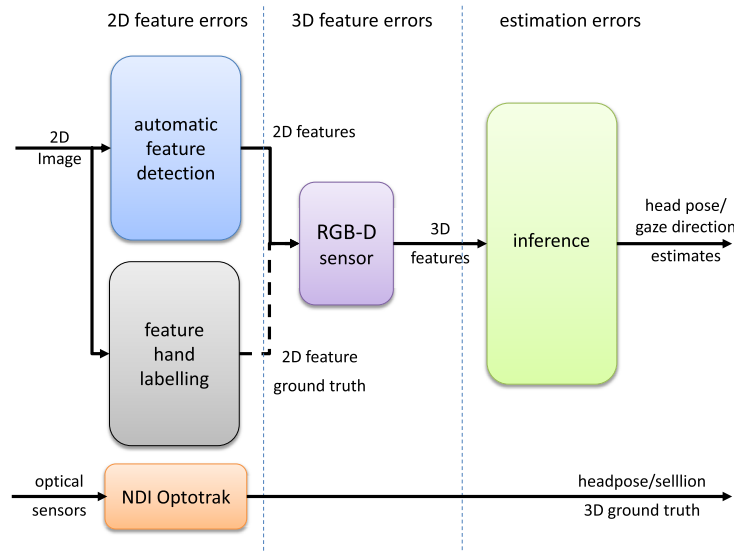 2D feature errors
3D feature errors
estimation errors
2D
Image
automatic
feature
detection
2D features
RGB-D
sensor
3D
features
inference
head pose/
gaze direction
estimates
feature
hand
labelling
2D feature
ground truth
optical
sensors
NDI Optotrak
headpose/selllion
3D ground truth